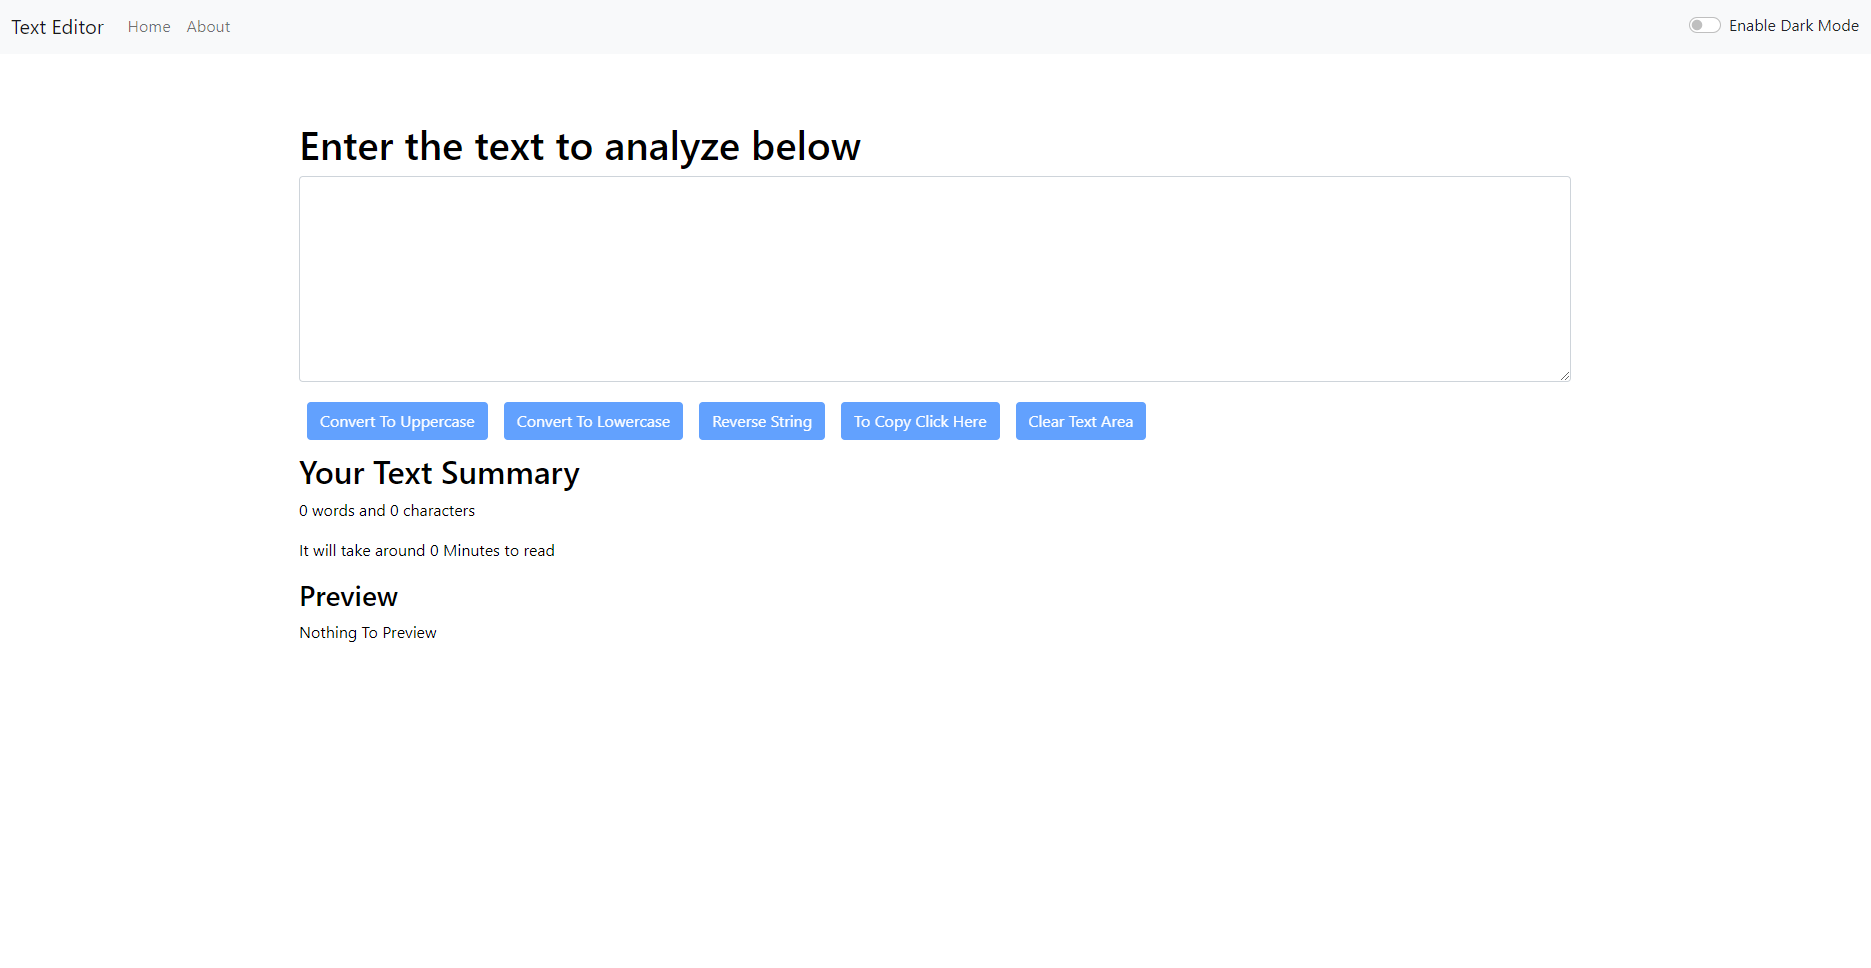 Text Editor Home About Enable Dark Mode
Enter the text to analyze below
Convert To Uppercase Convert To Lowercase Reverse String To Copy Click Here Clear Text Area
Your Text Summary
0 words and 0 characters
It will take around 0 Minutes to read
Preview
Nothing To Preview